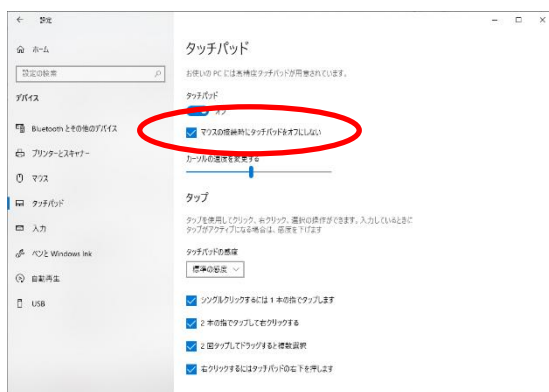 設定
ホーム
設定の検索
デバイス
Bluetooth とその他のデバイス
プリンターとスキャナー
マウス
タッチパッド
入力
ペンと Windows Ink
自動再生
USB
タッチパッド
お使いの PC には高精度タッチパッドが用意されています。
タッチパッド
オン
マウスの接続時にタッチパッドをオフにしない
カーソルの速度を変更する
タップ
タップを使用してクリック、右クリック、選択の操作ができます。入力しているときに
タップがアクティブになる場合は、感度を下げます
タッチパッドの感度
標準の感度
シングルクリックするには 1 本の指でタップします
2 本の指でタップして右クリックする
2 回タップしてドラッグすると複数選択
右クリックするにはタッチパッドの右下を押します